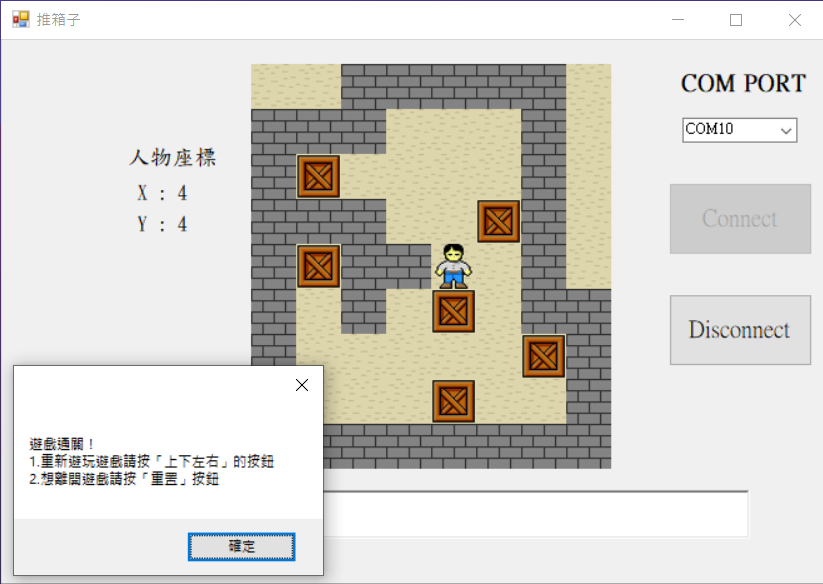 推箱子
COM PORT
COM10
人物座標
X : 4
Y : 4
Connect
Disconnect
遊戲通關！
1.重新遊玩遊戲請按「上下左右」的按鈕
2.想離開遊戲請按「重置」按鈕
確定